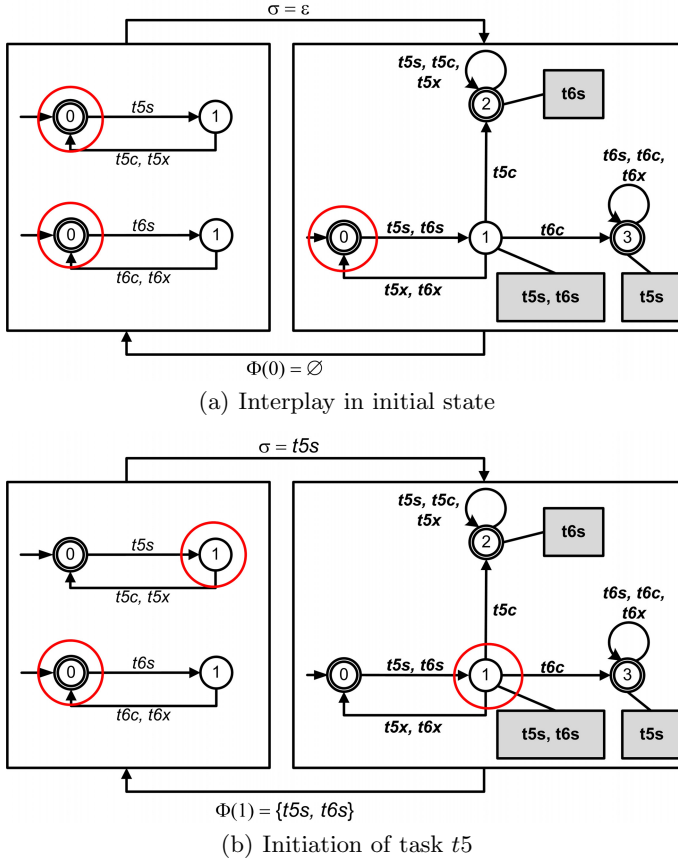 σ = ε
0
t5s
1
t5c, t5x
0
t6s
1
t6c, t6x
t5s, t5c,
t5x
2
t6s
t5c
t6s, t6c,
t6x
0
t5s, t6s
1
t6c
3
t5x, t6x
t5s, t6s
t5s
Φ(0) = ∅
(a) Interplay in initial state
σ = t5s
0
t5s
1
t5c, t5x
0
t6s
1
t6c, t6x
t5s, t5c,
t5x
2
t6s
t5c
t6s, t6c,
t6x
0
t5s, t6s
1
t6c
3
t5x, t6x
t5s, t6s
t5s
Φ(1) = {t5s, t6s}
(b) Initiation of task t5